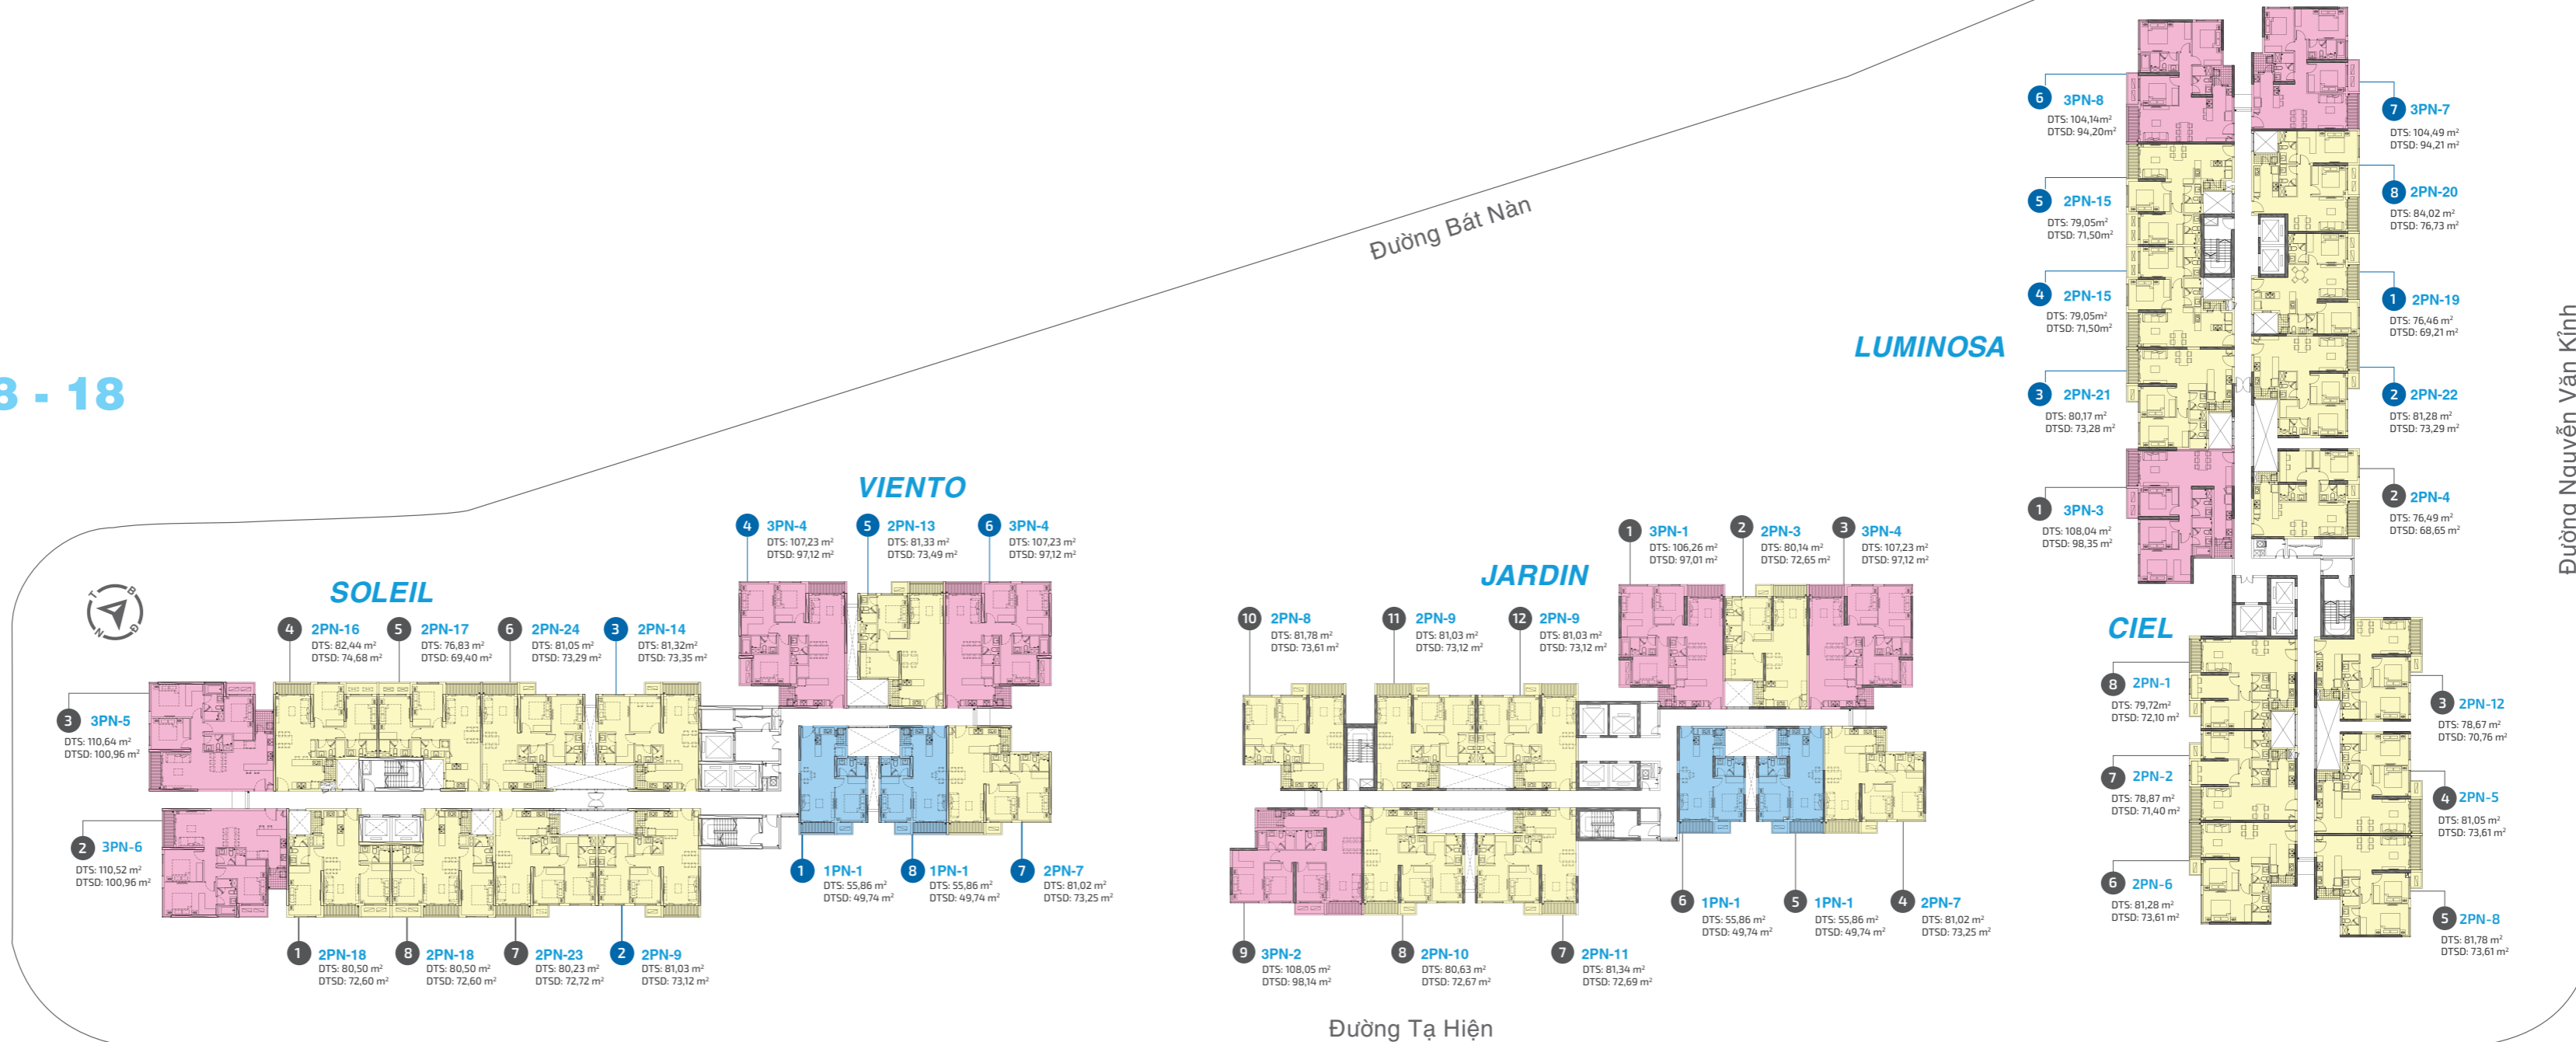 3 - 18
Đường Bát Nàn
Đường Nguyễn Văn Kỉnh
Đường Tạ Hiện
T
B
Đ
N
SOLEIL
4 2PN-16
DTS: 82,44 m²
DTSD: 74,68 m²
5 2PN-17
DTS: 76,83 m²
DTSD: 69,40 m²
6 2PN-24
DTS: 81,05 m²
DTSD: 73,29 m²
3 2PN-14
DTS: 81,32m²
DTSD: 73,35 m²
3 3PN-5
DTS: 110,64 m²
DTSD: 100,96 m²
2 3PN-6
DTS: 110,52 m²
DTSD: 100,96 m²
1 2PN-18
DTS: 80,50 m²
DTSD: 72,60 m²
8 2PN-18
DTS: 80,50 m²
DTSD: 72,60 m²
7 2PN-23
DTS: 80,23 m²
DTSD: 72,72 m²
2 2PN-9
DTS: 81,03 m²
DTSD: 73,12 m²
VIENTO
4 3PN-4
DTS: 107,23 m²
DTSD: 97,12 m²
5 2PN-13
DTS: 81,33 m²
DTSD: 73,49 m²
6 3PN-4
DTS: 107,23 m²
DTSD: 97,12 m²
1 1PN-1
DTS: 55,86 m²
DTSD: 49,74 m²
8 1PN-1
DTS: 55,86 m²
DTSD: 49,74 m²
7 2PN-7
DTS: 81,02 m²
DTSD: 73,25 m²
JARDIN
10 2PN-8
DTS: 81,78 m²
DTSD: 73,61 m²
11 2PN-9
DTS: 81,03 m²
DTSD: 73,12 m²
12 2PN-9
DTS: 81,03 m²
DTSD: 73,12 m²
1 3PN-1
DTS: 106,26 m²
DTSD: 97,01 m²
2 2PN-3
DTS: 80,14 m²
DTSD: 72,65 m²
3 3PN-4
DTS: 107,23 m²
DTSD: 97,12 m²
9 3PN-2
DTS: 108,05 m²
DTSD: 98,14 m²
8 2PN-10
DTS: 80,63 m²
DTSD: 72,67 m²
7 2PN-11
DTS: 81,34 m²
DTSD: 72,69 m²
6 1PN-1
DTS: 55,86 m²
DTSD: 49,74 m²
5 1PN-1
DTS: 55,86 m²
DTSD: 49,74 m²
4 2PN-7
DTS: 81,02 m²
DTSD: 73,25 m²
LUMINOSA
6 3PN-8
DTS: 104,14m²
DTSD: 94,20m²
5 2PN-15
DTS: 79,05m²
DTSD: 71,50m²
4 2PN-15
DTS: 79,05m²
DTSD: 71,50m²
3 2PN-21
DTS: 80,17 m²
DTSD: 73,28 m²
1 3PN-3
DTS: 108,04 m²
DTSD: 98,35 m²
7 3PN-7
DTS: 104,49 m²
DTSD: 94,21 m²
8 2PN-20
DTS: 84,02 m²
DTSD: 76,73 m²
1 2PN-19
DTS: 76,46 m²
DTSD: 69,21 m²
2 2PN-22
DTS: 81,28 m²
DTSD: 73,29 m²
2 2PN-4
DTS: 76,49 m²
DTSD: 68,65 m²
CIEL
8 2PN-1
DTS: 79,72m²
DTSD: 72,10 m²
7 2PN-2
DTS: 78,87 m²
DTSD: 71,40 m²
6 2PN-6
DTS: 81,28 m²
DTSD: 73,61 m²
3 2PN-12
DTS: 78,67 m²
DTSD: 70,76 m²
4 2PN-5
DTS: 81,05 m²
DTSD: 73,61 m²
5 2PN-8
DTS: 81,78 m²
DTSD: 73,61 m²